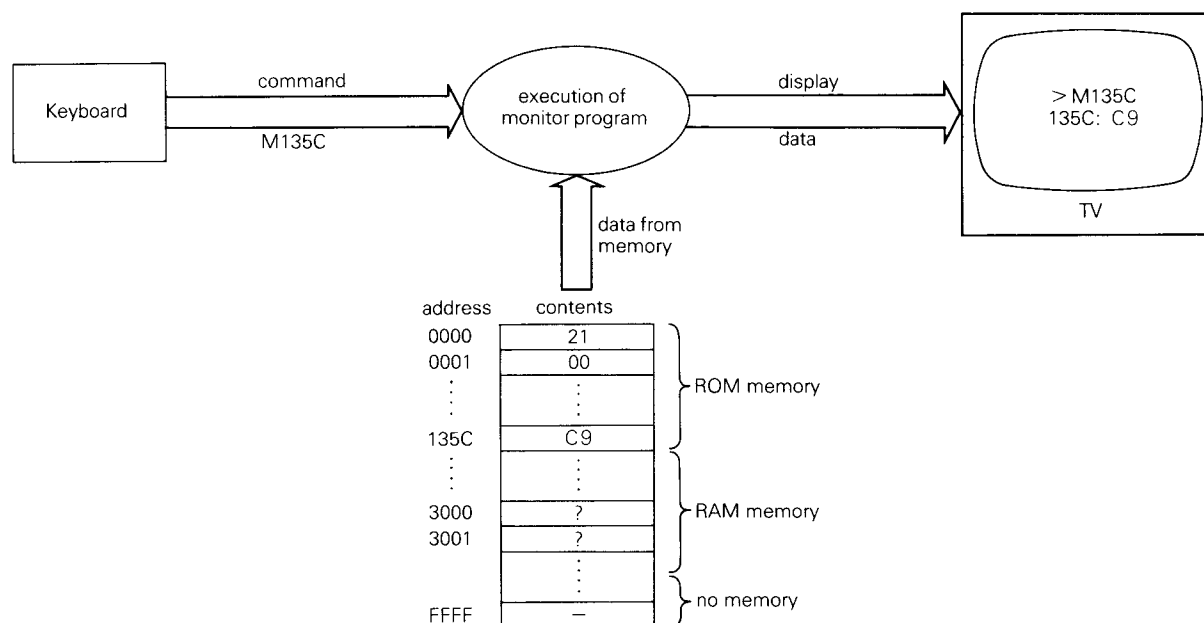 Keyboard
command
M135C
execution of
monitor program
display
data
> M135C
135C: C9
TV
data from
memory
address contents
0000 21
0001 00
135C C9
ROM memory
3000 ?
3001 ?
RAM memory
FFFF –
no memory